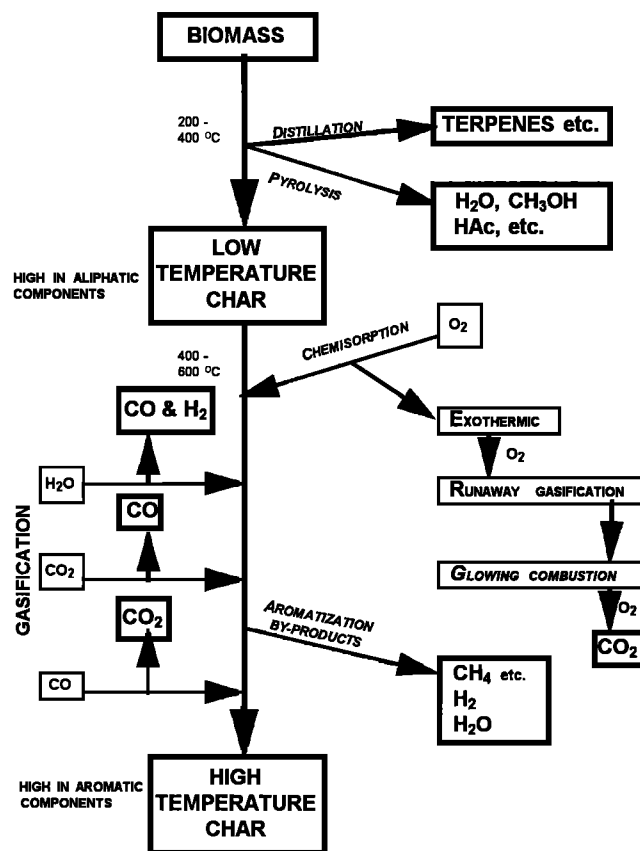 BIOMASS
200 -
400 °C
DISTILLATION
TERPENES etc.
PYROLYSIS
H₂O, CH₃OH
HAc, etc.
LOW
TEMPERATURE
CHAR
HIGH IN ALIPHATIC
COMPONENTS
400 -
600 °C
CHEMISORPTION
O₂
CO & H₂
EXOTHERMIC
O₂
H₂O
RUNAWAY GASIFICATION
CO
GASIFICATION
CO₂
GLOWING COMBUSTION
O₂
CO₂
CO₂
AROMATIZATION
BY-PRODUCTS
CO
CH₄ etc.
H₂
H₂O
HIGH
TEMPERATURE
CHAR
HIGH IN AROMATIC
COMPONENTS